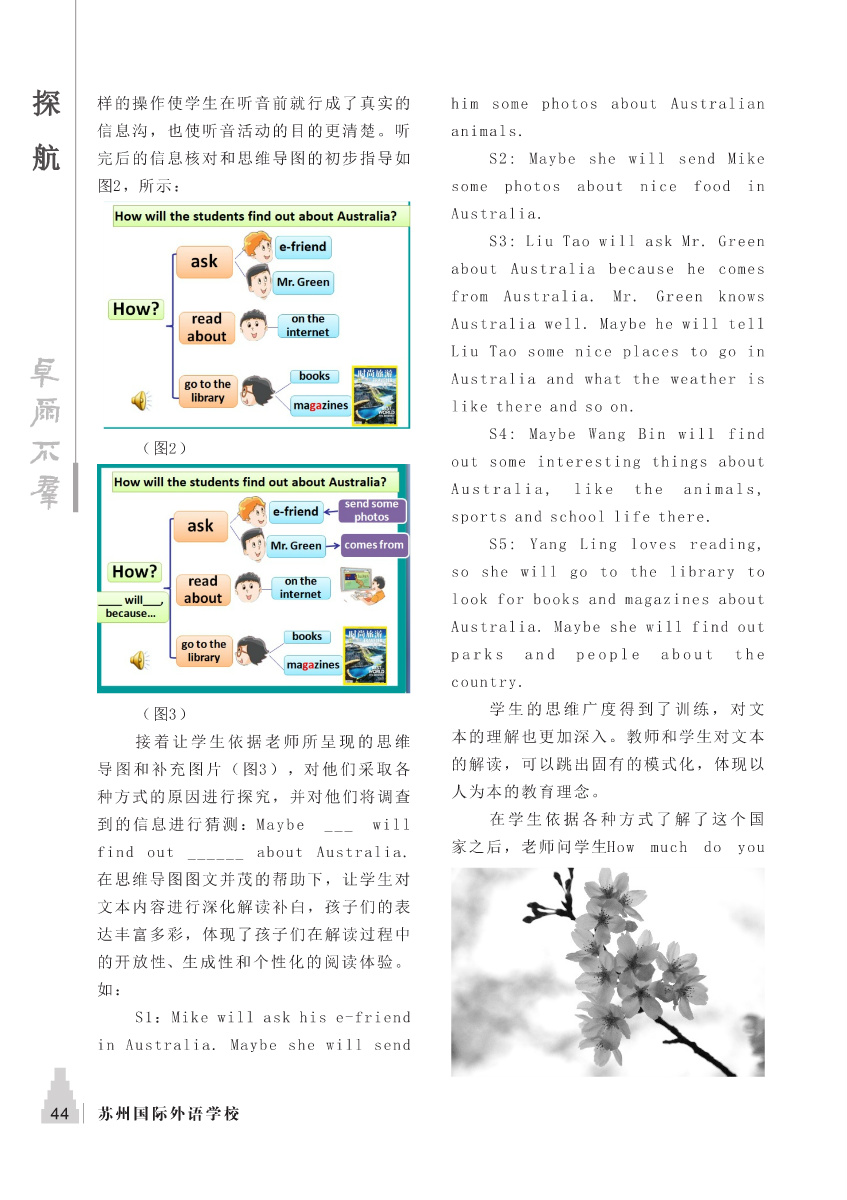 探
航
卓
爾
不
羣
样的操作使学生在听音前就行成了真实的
信息沟，也使听音活动的目的更清楚。听
完后的信息核对和思维导图的初步指导如
图2，所示：
How will the students find out about Australia?
How?
ask
e-friend
Mr. Green
read
about
on the
internet
go to the
library
books
magazines
时尚旅游
（图2）
How will the students find out about Australia?
How?
____ will____,
because...
ask
e-friend
send some
photos
Mr. Green
comes from
read
about
on the
internet
go to the
library
books
magazines
时尚旅游
（图3）
接着让学生依据老师所呈现的思维
导图和补充图片（图3），对他们采取各
种方式的原因进行探究，并对他们将调查
到的信息进行猜测：Maybe ___ will
find out ______ about Australia.
在思维导图图文并茂的帮助下，让学生对
文本内容进行深化解读补白，孩子们的表
达丰富多彩，体现了孩子们在解读过程中
的开放性、生成性和个性化的阅读体验。
如：
S1：Mike will ask his e-friend
in Australia. Maybe she will send
him some photos about Australian
animals.
S2: Maybe she will send Mike
some photos about nice food in
Australia.
S3: Liu Tao will ask Mr. Green
about Australia because he comes
from Australia. Mr. Green knows
Australia well. Maybe he will tell
Liu Tao some nice places to go in
Australia and what the weather is
like there and so on.
S4: Maybe Wang Bin will find
out some interesting things about
Australia, like the animals,
sports and school life there.
S5: Yang Ling loves reading,
so she will go to the library to
look for books and magazines about
Australia. Maybe she will find out
parks and people about the
country.
学生的思维广度得到了训练，对文
本的理解也更加深入。教师和学生对文本
的解读，可以跳出固有的模式化，体现以
人为本的教育理念。
在学生依据各种方式了解了这个国
家之后，老师问学生How much do you
44
苏州国际外语学校